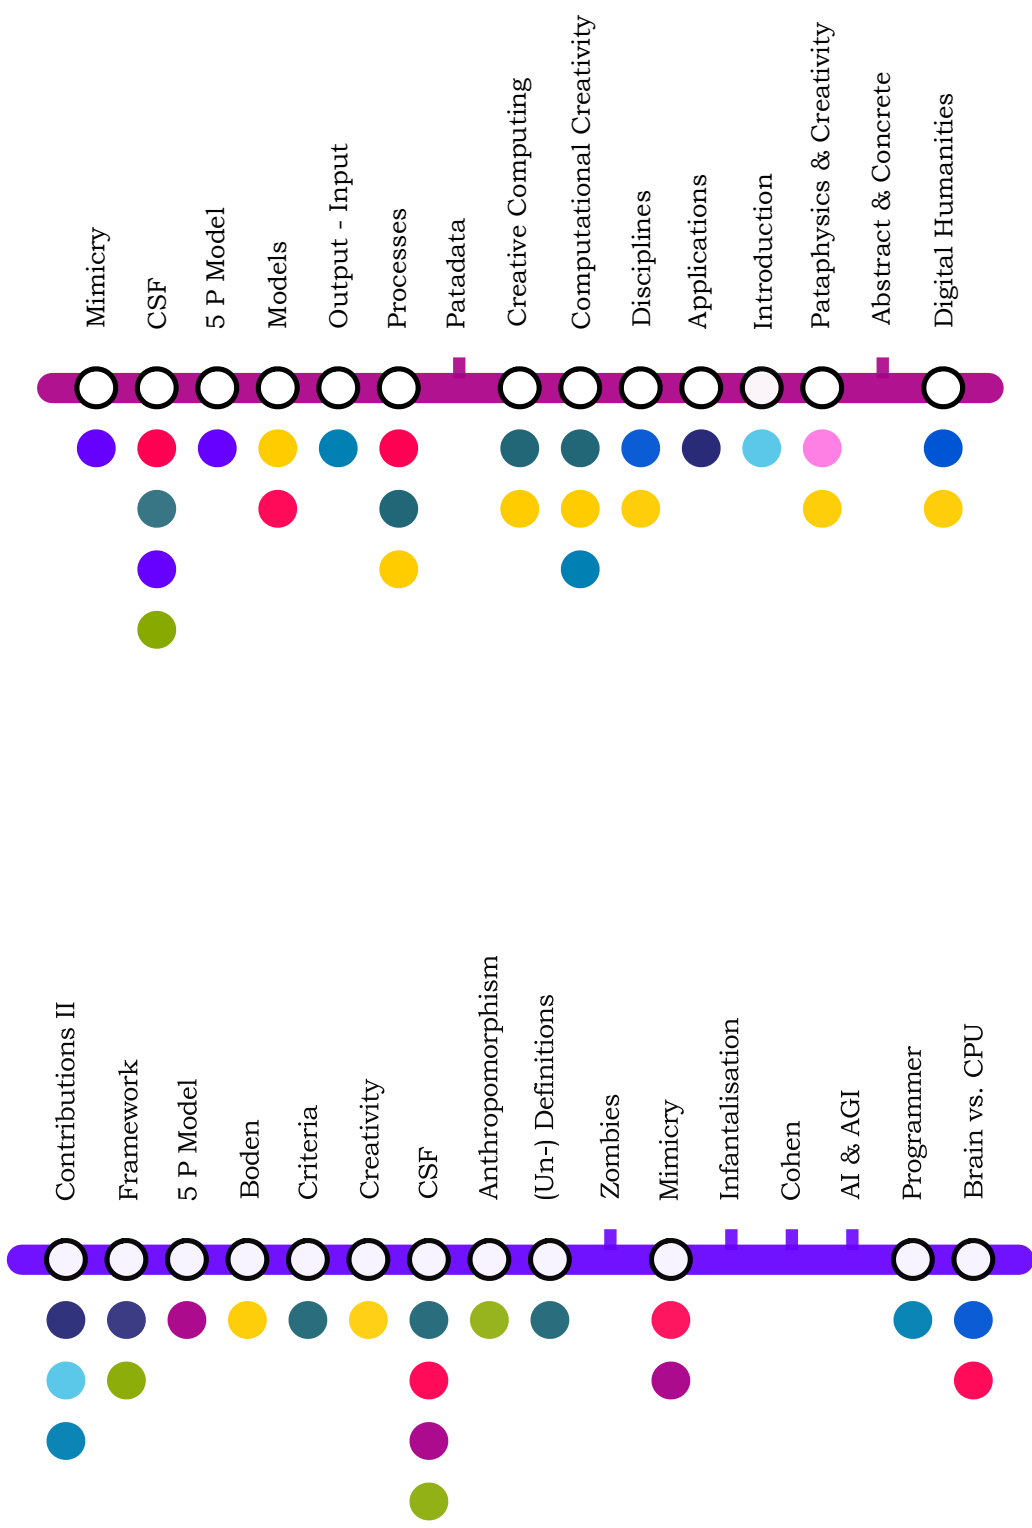 Mimicry
CSF
5 P Model
Models
Output - Input
Processes
Patadata
Creative Computing
Computational Creativity
Disciplines
Applications
Introduction
Pataphysics & Creativity
Abstract & Concrete
Digital Humanities
Contributions II
Framework
5 P Model
Boden
Criteria
Creativity
CSF
Anthropomorphism
(Un-) Definitions
Zombies
Mimicry
Infantalisation
Cohen
AI & AGI
Programmer
Brain vs. CPU